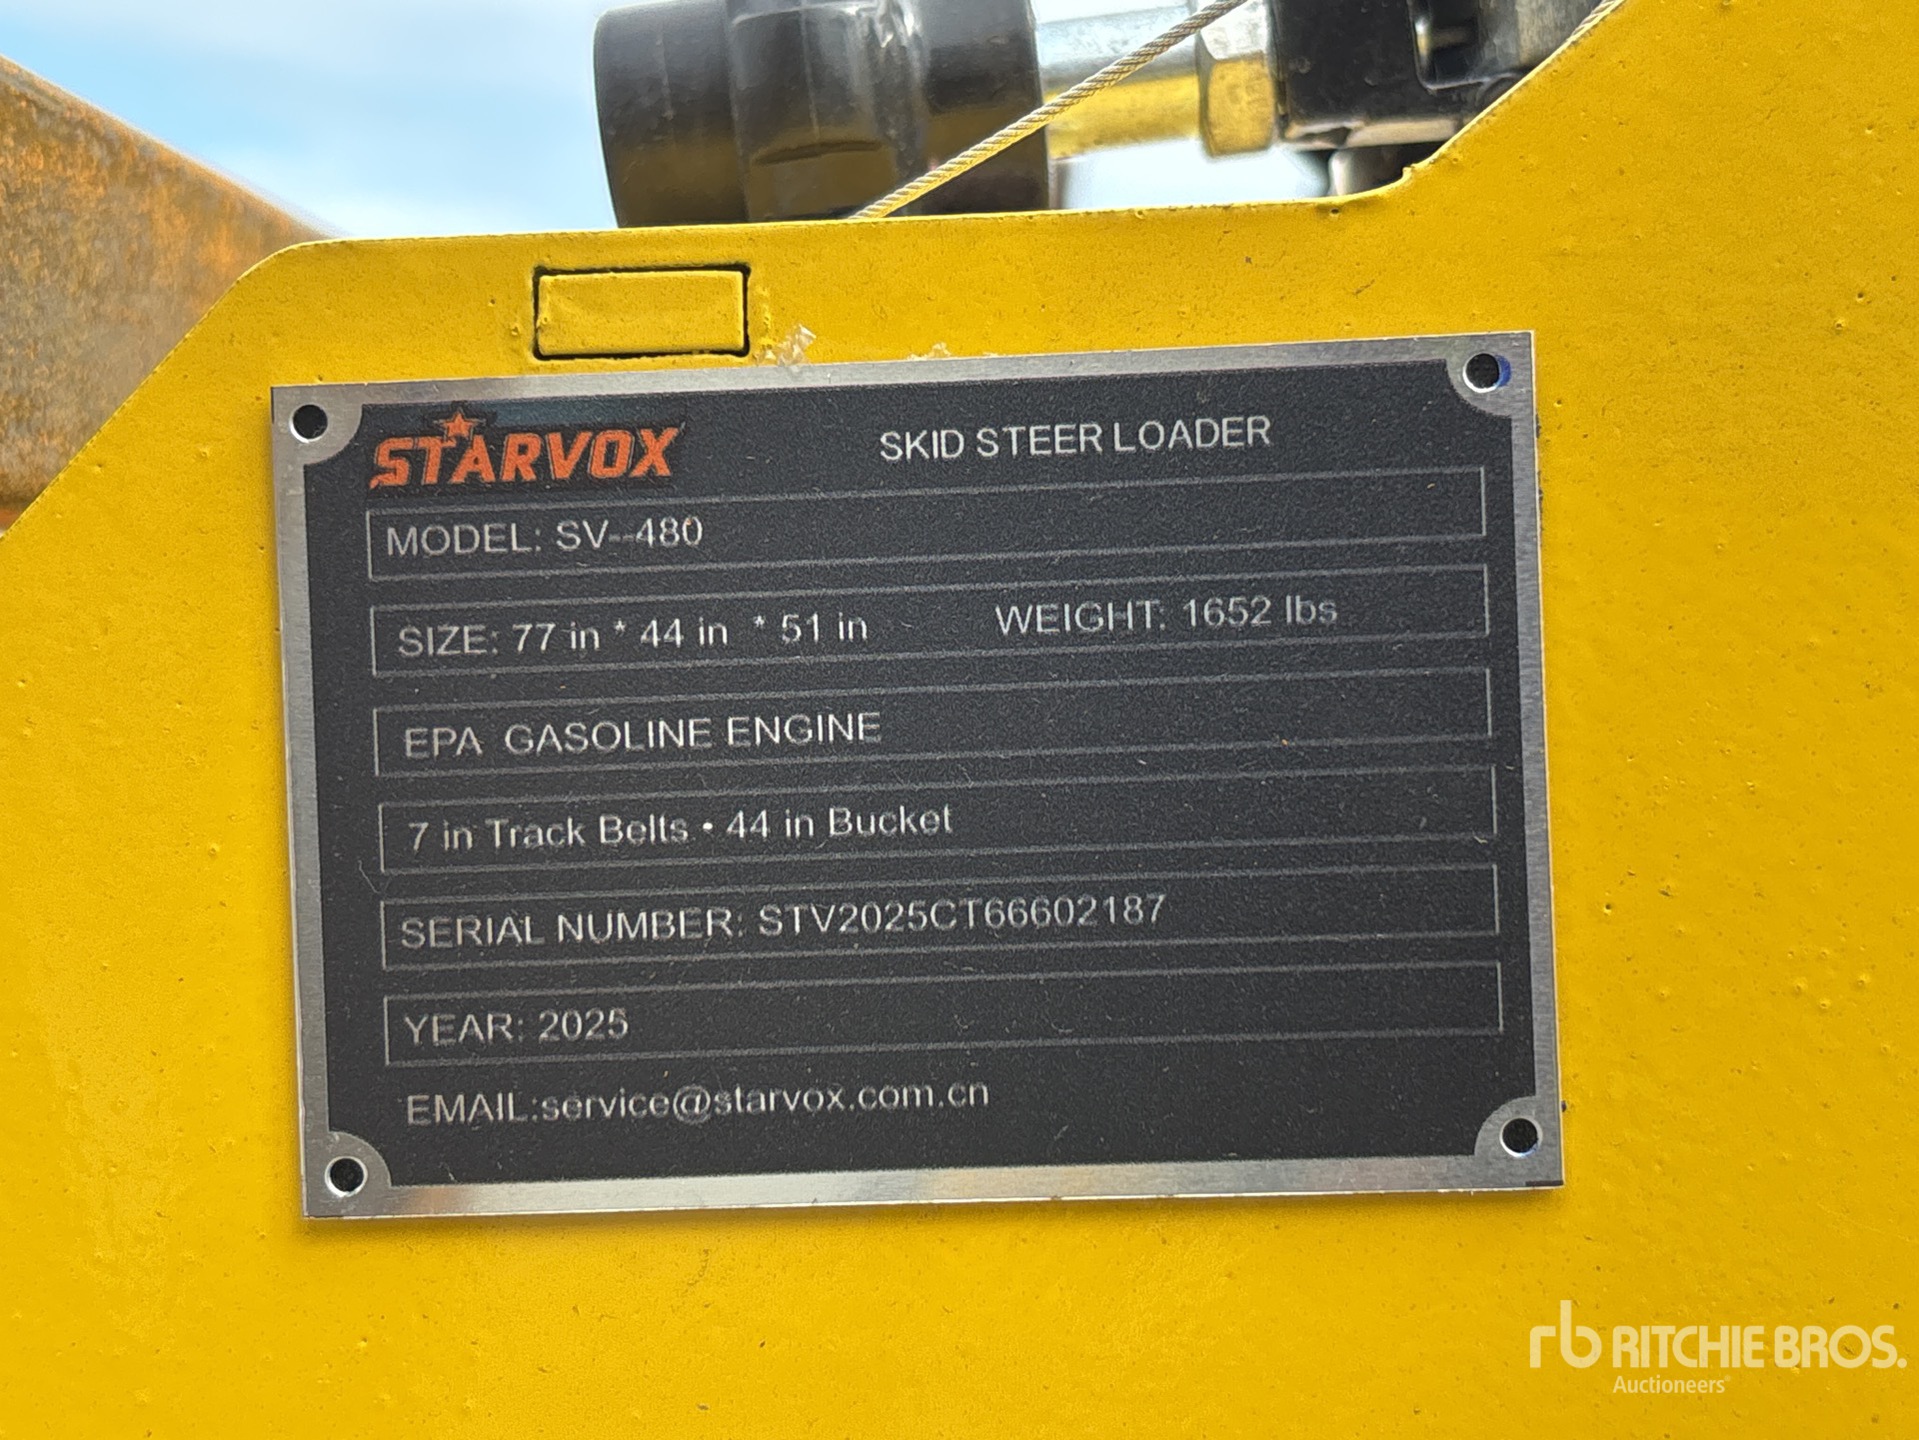 STARVOX
SKID STEER LOADER
MODEL: SV--480
SIZE: 77 in * 44 in * 51 in WEIGHT: 1652 lbs
EPA GASOLINE ENGINE
7 in Track Belts • 44 in Bucket
SERIAL NUMBER: STV2025CT66602187
YEAR: 2025
EMAIL:service@starvox.com.cn
rb RITCHIE BROS.
Auctioneers®